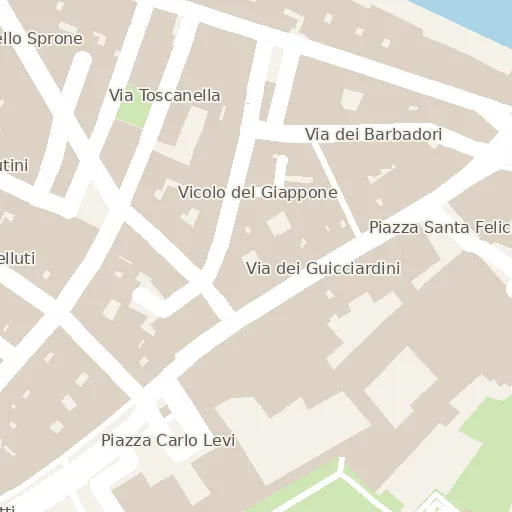 ello Sprone
Via Toscanella
Via dei Barbadori
utini
Vicolo del Giappone
Piazza Santa Felic
elluti
Via dei Guicciardini
Piazza Carlo Levi
tti